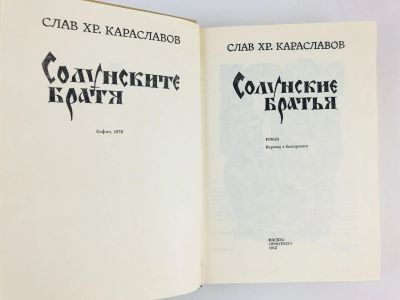 СЛАВ ХР. КАРАСЛАВОВ
СОЛУНСКИТЕ
БРАТЯ
София, 1978
СЛАВ ХР. КАРАСЛАВОВ
СОЛУНСКИЕ
БРАТЬЯ
РОМАН
Перевод с болгарского
МОСКВА
«ПРОГРЕСС»
1982